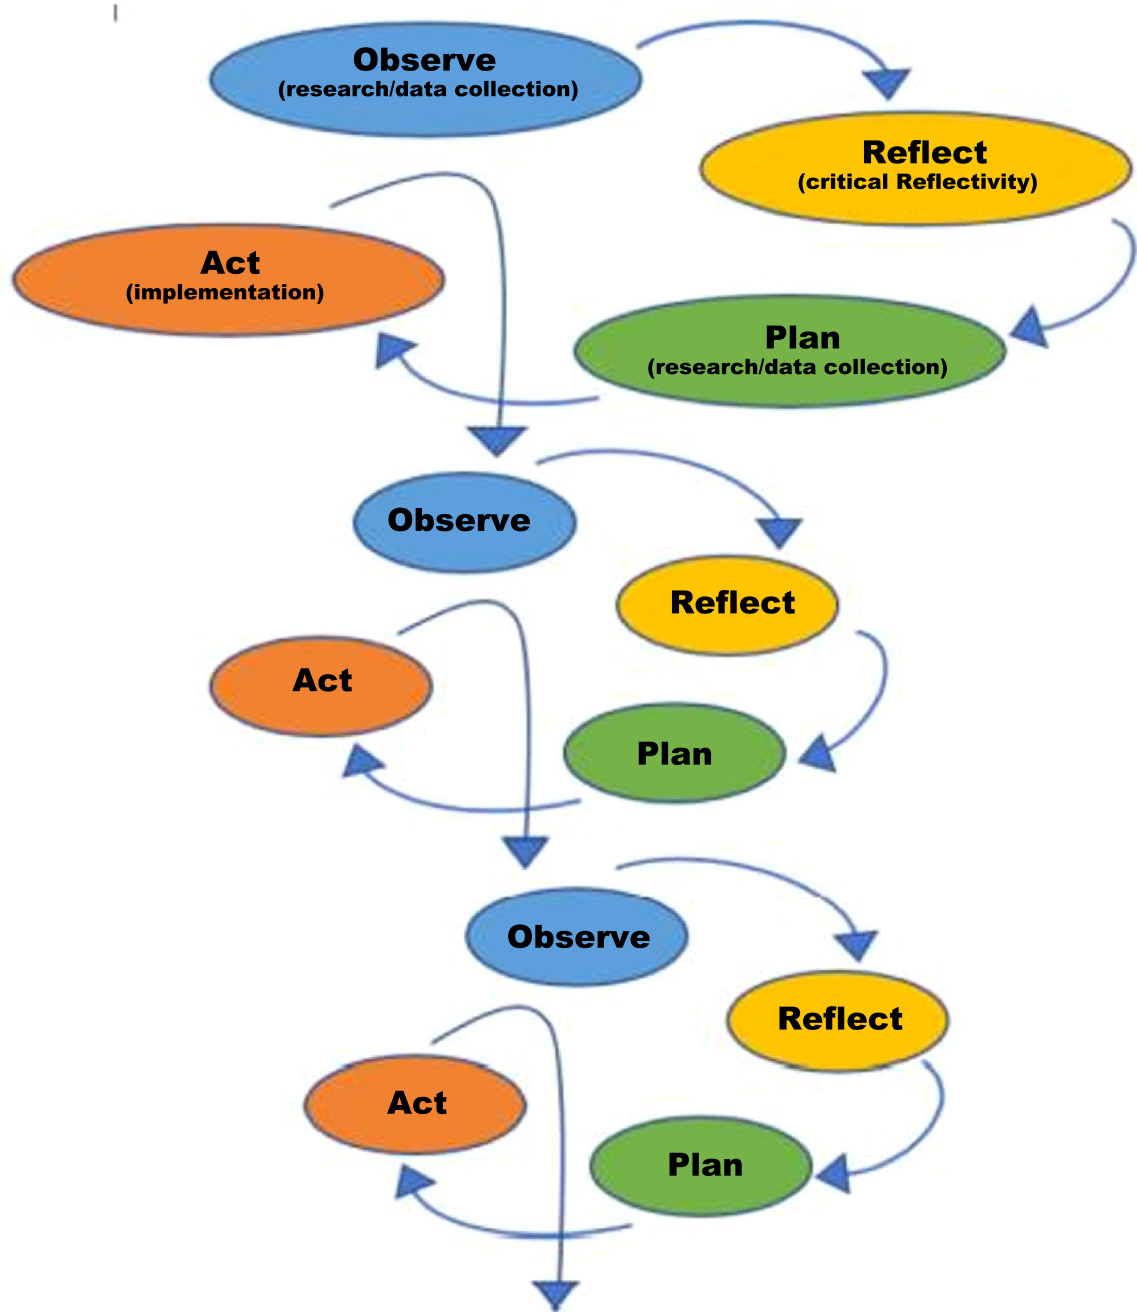 Observe
(research/data collection)
Reflect
(critical Reflectivity)
Act
(implementation)
Plan
(research/data collection)
Observe
Reflect
Act
Plan
Observe
Reflect
Act
Plan